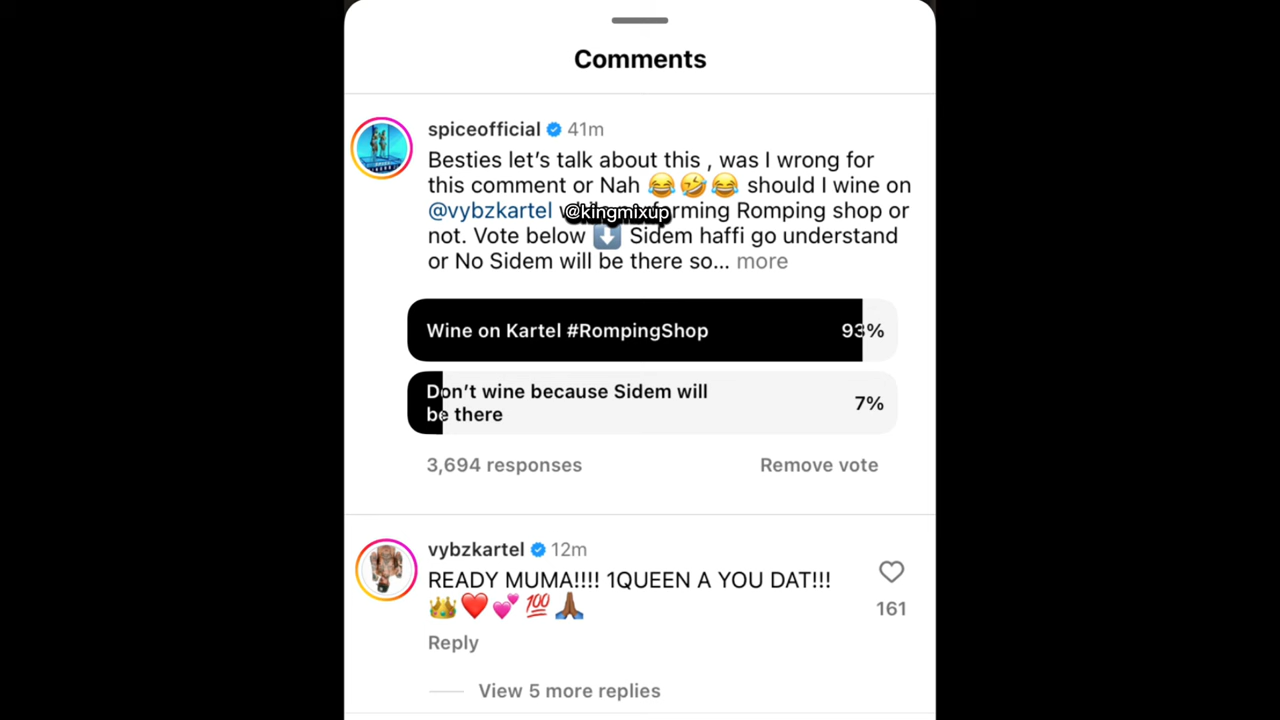 Comments
spiceofficial 41m
Besties let's talk about this , was I wrong for
this comment or Nah 😂🤣😂 should I wine on
@vybzkartel @kingmixup forming Romping shop or
not. Vote below ⬇️ Sidem haffi go understand
or No Sidem will be there so... more
Wine on Kartel #RompingShop 93%
Don't wine because Sidem will
be there 7%
3,694 responses Remove vote
vybzkartel 12m
READY MUMA!!!! 1QUEEN A YOU DAT!!!
👑❤️💕💯🙏🏾
161
Reply
View 5 more replies